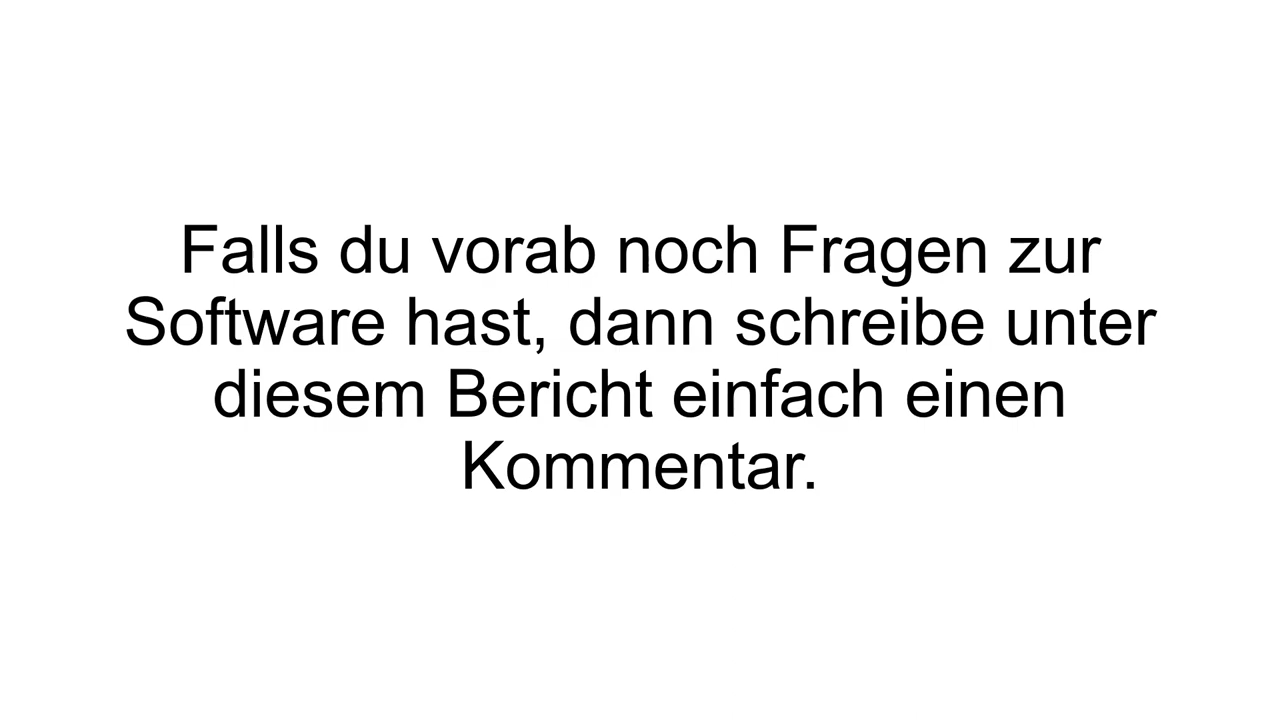 Falls du vorab noch Fragen zur
Software hast, dann schreibe unter
diesem Bericht einfach einen
Kommentar.